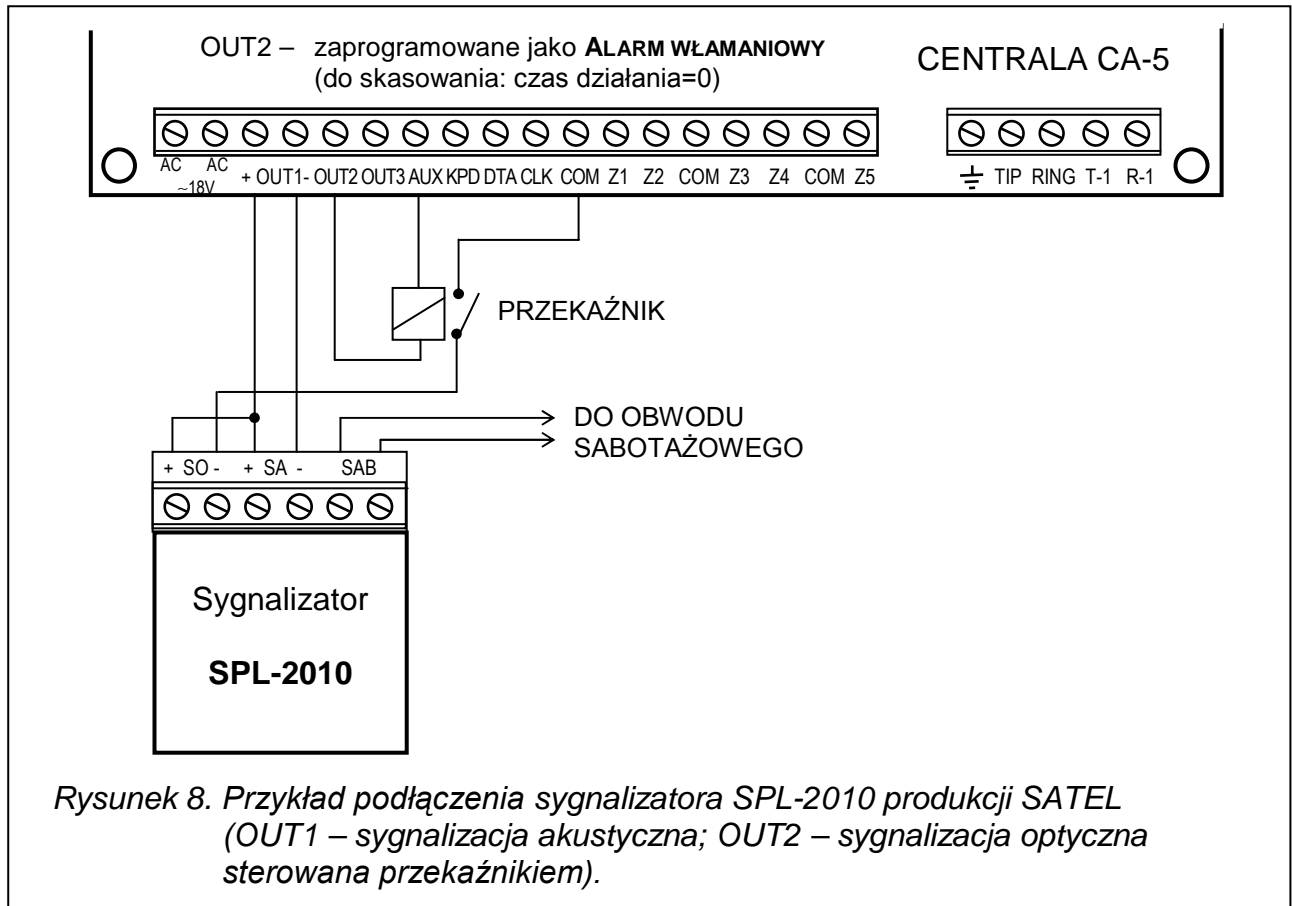 OUT2 – zaprogramowane jako ALARM WŁAMANIOWY
(do skasowania: czas działania=0)
CENTRALA CA-5
AC AC
~18V
+ OUT1- OUT2 OUT3 AUX KPD DTA CLK COM Z1 Z2 COM Z3 Z4 COM Z5
TIP RING T-1 R-1
PRZEKAŹNIK
DO OBWODU
SABOTAŻOWEGO
+ SO - + SA - SAB
Sygnalizator
SPL-2010
Rysunek 8. Przykład podłączenia sygnalizatora SPL-2010 produkcji SATEL
(OUT1 – sygnalizacja akustyczna; OUT2 – sygnalizacja optyczna
sterowana przekaźnikiem).